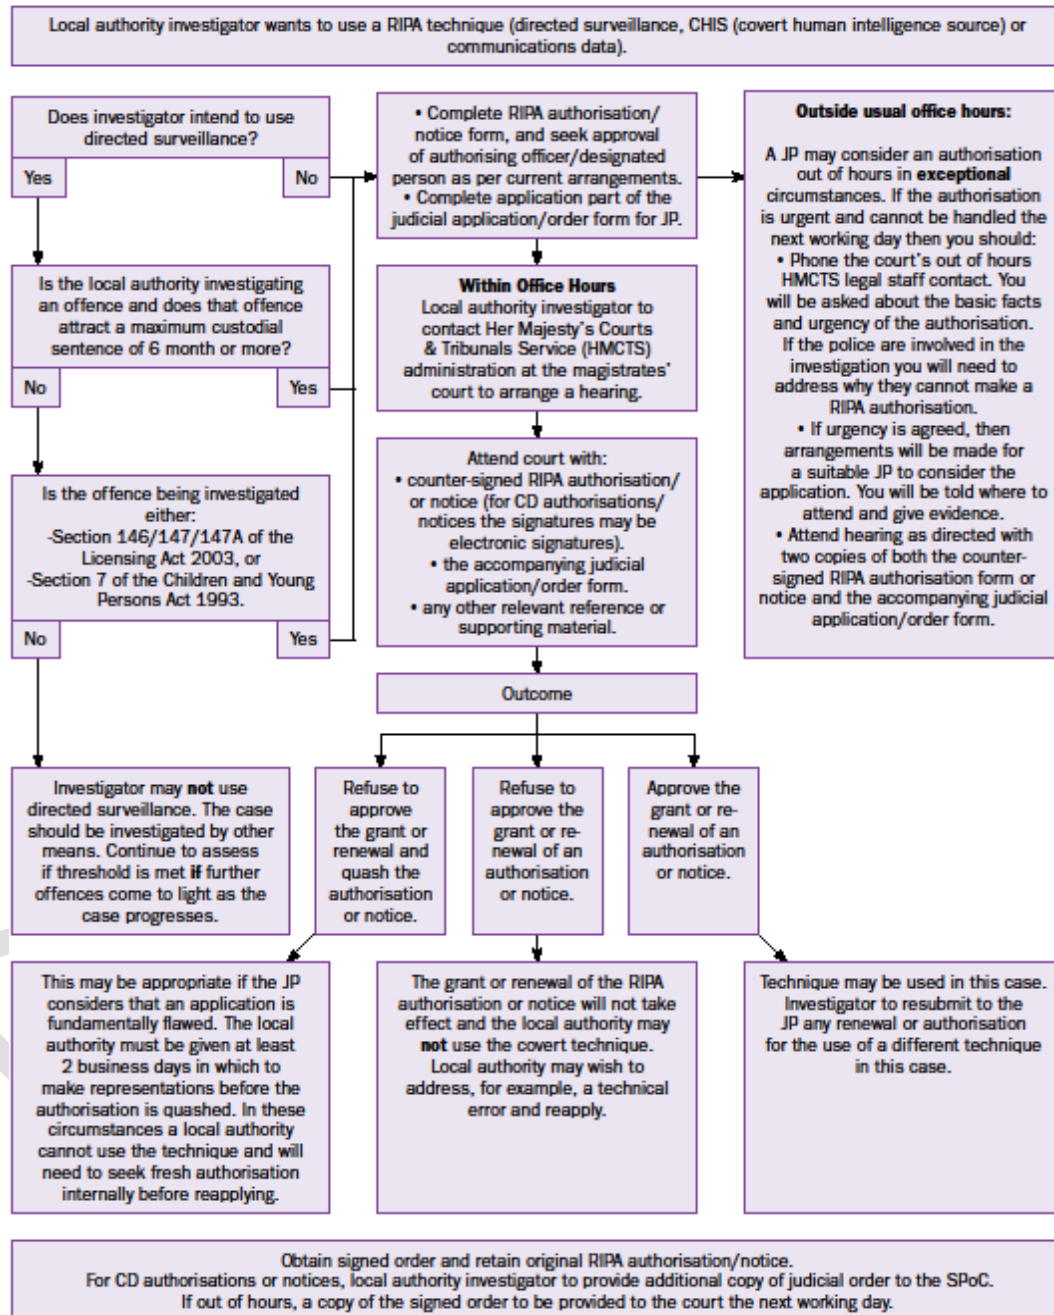 Local authority investigator wants to use a RIPA technique (directed surveillance, CHIS (covert human intelligence source) or
communications data).
Does investigator intend to use
directed surveillance?
Yes
No
Is the local authority investigating
an offence and does that offence
attract a maximum custodial
sentence of 6 month or more?
No
Yes
Is the offence being investigated
either:
-Section 146/147/147A of the
Licensing Act 2003, or
-Section 7 of the Children and Young
Persons Act 1993.
No
Yes
• Complete RIPA authorisation/
notice form, and seek approval
of authorising officer/designated
person as per current arrangements.
• Complete application part of the
judicial application/order form for JP.
Within Office Hours
Local authority investigator to
contact Her Majesty's Courts
& Tribunals Service (HMCTS)
administration at the magistrates'
court to arrange a hearing.
Attend court with:
• counter-signed RIPA authorisation/
or notice (for CD authorisations/
notices the signatures may be
electronic signatures).
• the accompanying judicial
application/order form.
• any other relevant reference or
supporting material.
Outside usual office hours:
A JP may consider an authorisation
out of hours in exceptional
circumstances. If the authorisation
is urgent and cannot be handled the
next working day then you should:
• Phone the court's out of hours
HMCTS legal staff contact. You
will be asked about the basic facts
and urgency of the authorisation.
If the police are involved in the
investigation you will need to
address why they cannot make a
RIPA authorisation.
• If urgency is agreed, then
arrangements will be made for
a suitable JP to consider the
application. You will be told where to
attend and give evidence.
• Attend hearing as directed with
two copies of both the counter-
signed RIPA authorisation form or
notice and the accompanying judicial
application/order form.
Outcome
Investigator may not use
directed surveillance. The case
should be investigated by other
means. Continue to assess
if threshold is met if further
offences come to light as the
case progresses.
Refuse to
approve
the grant or
renewal and
quash the
authorisation
or notice.
Refuse to
approve the
grant or re-
newal of an
authorisation
or notice.
Approve the
grant or re-
newal of an
authorisation
or notice.
This may be appropriate if the JP
considers that an application is
fundamentally flawed. The local
authority must be given at least
2 business days in which to
make representations before the
authorisation is quashed. In these
circumstances a local authority
cannot use the technique and will
need to seek fresh authorisation
internally before reapplying.
The grant or renewal of the RIPA
authorisation or notice will not take
effect and the local authority may
not use the covert technique.
Local authority may wish to
address, for example, a technical
error and reapply.
Technique may be used in this case.
Investigator to resubmit to the
JP any renewal or authorisation
for the use of a different technique
in this case.
Obtain signed order and retain original RIPA authorisation/notice.
For CD authorisations or notices, local authority investigator to provide additional copy of judicial order to the SPoC.
If out of hours, a copy of the signed order to be provided to the court the next working day.